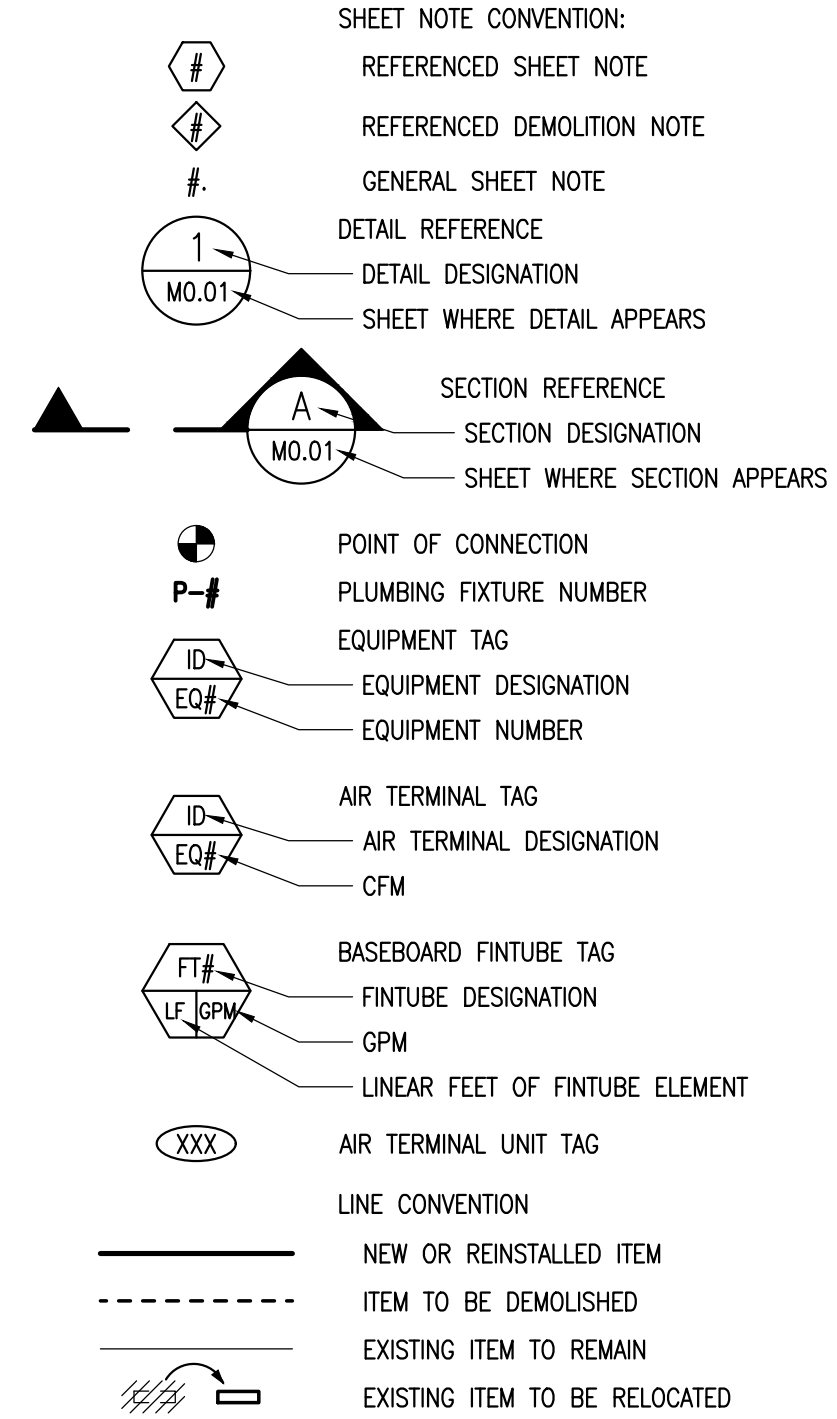 SHEET NOTE CONVENTION:
# REFERENCED SHEET NOTE
# REFERENCED DEMOLITION NOTE
#. GENERAL SHEET NOTE
DETAIL REFERENCE
1 DETAIL DESIGNATION
M0.01 SHEET WHERE DETAIL APPEARS
SECTION REFERENCE
A SECTION DESIGNATION
M0.01 SHEET WHERE SECTION APPEARS
POINT OF CONNECTION
P-# PLUMBING FIXTURE NUMBER
EQUIPMENT TAG
ID EQUIPMENT DESIGNATION
EQ# EQUIPMENT NUMBER
AIR TERMINAL TAG
ID AIR TERMINAL DESIGNATION
EQ# CFM
BASEBOARD FINTUBE TAG
FT# FINTUBE DESIGNATION
LF GPM GPM
LINEAR FEET OF FINTUBE ELEMENT
XXX AIR TERMINAL UNIT TAG
LINE CONVENTION
NEW OR REINSTALLED ITEM
ITEM TO BE DEMOLISHED
EXISTING ITEM TO REMAIN
EXISTING ITEM TO BE RELOCATED